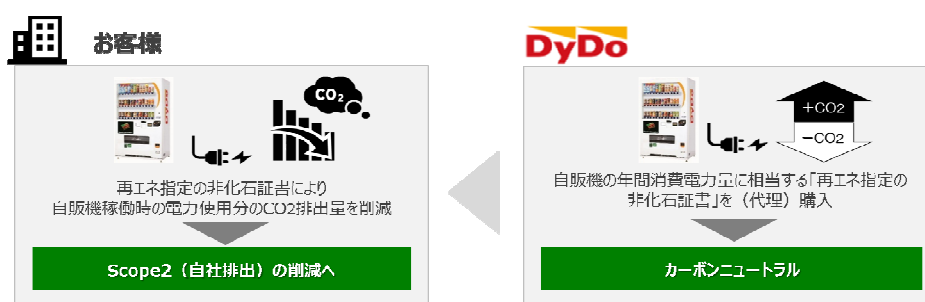 お客様
CO2
再エネ指定の非化石証書により
自販機稼働時の電力使用分のCO2排出量を削減
Scope2（自社排出）の削減へ
DyDo
+CO2
−CO2
自販機の年間消費電力量に相当する「再エネ指定の
非化石証書」を（代理）購入
カーボンニュートラル